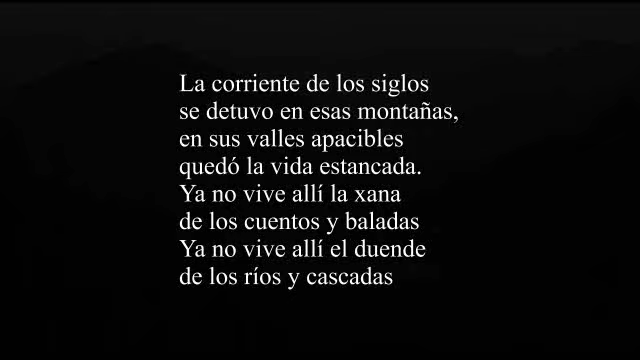 La corriente de los siglos
se detuvo en esas montañas,
en sus valles apacibles
quedó la vida estancada.
Ya no vive allí la xana
de los cuentos y baladas
Ya no vive allí el duende
de los ríos y cascadas